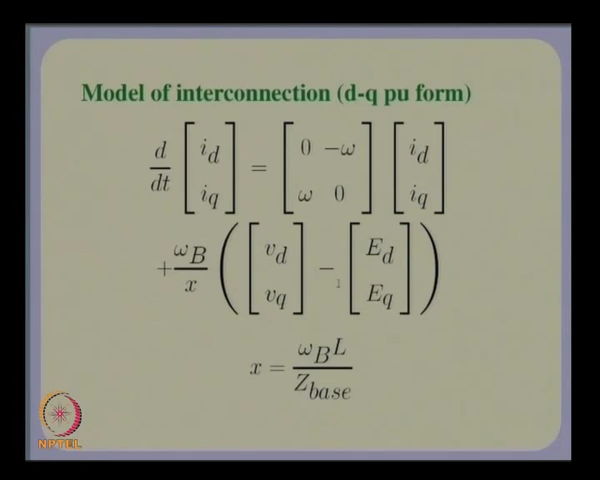 Model of interconnection (d-q pu form)
d/dt [i_d; i_q] = [0 −ω; ω 0] [i_d; i_q]
+ ω_B/x ([v_d; v_q] − [E_d; E_q])
1
x = ω_B L / Z_base
NPTEL